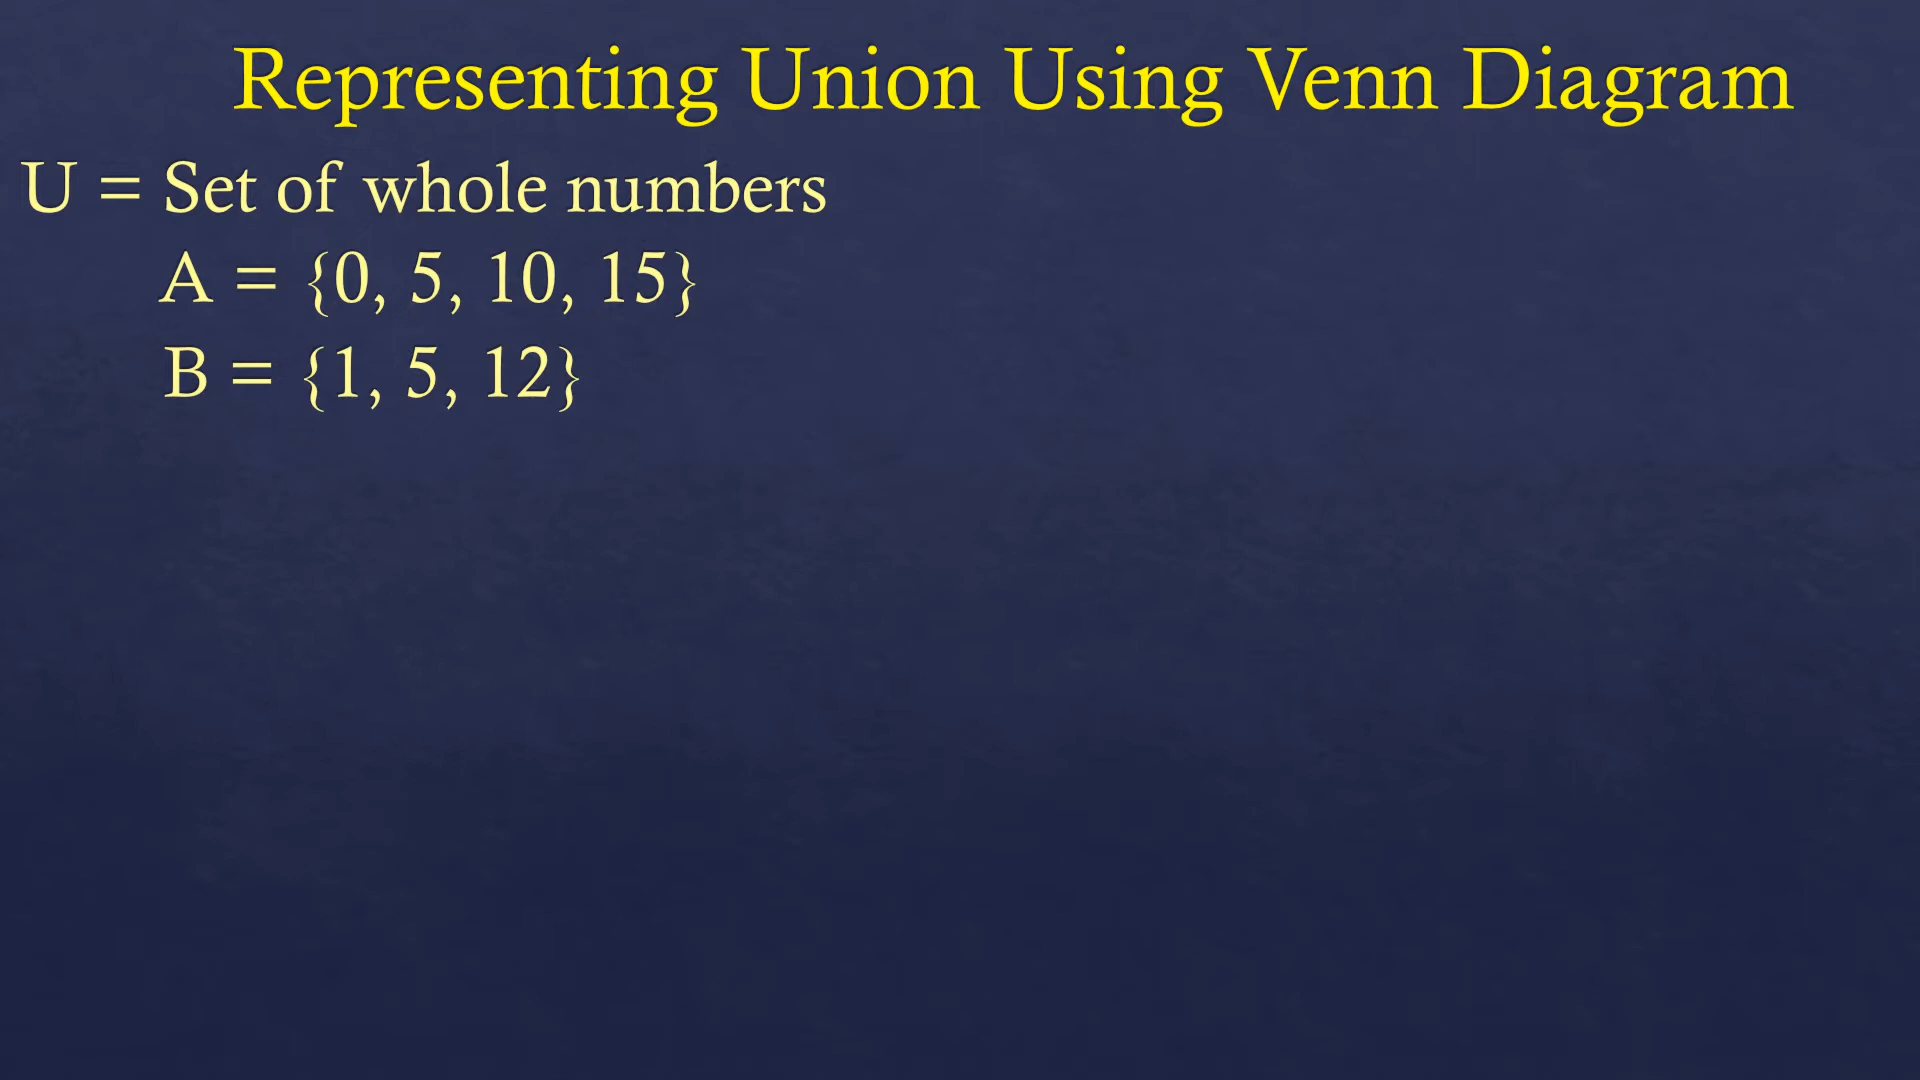 Representing Union Using Venn Diagram
U = Set of whole numbers
A = {0, 5, 10, 15}
B = {1, 5, 12}